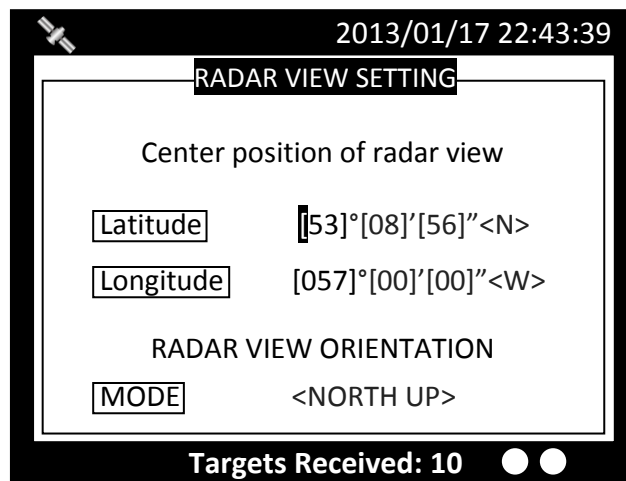 2013/01/17 22:43:39
RADAR VIEW SETTING
Center position of radar view
Latitude [53]°[08]’[56]”<N>
Longitude [057]°[00]’[00]”<W>
RADAR VIEW ORIENTATION
MODE <NORTH UP>
Targets Received: 10